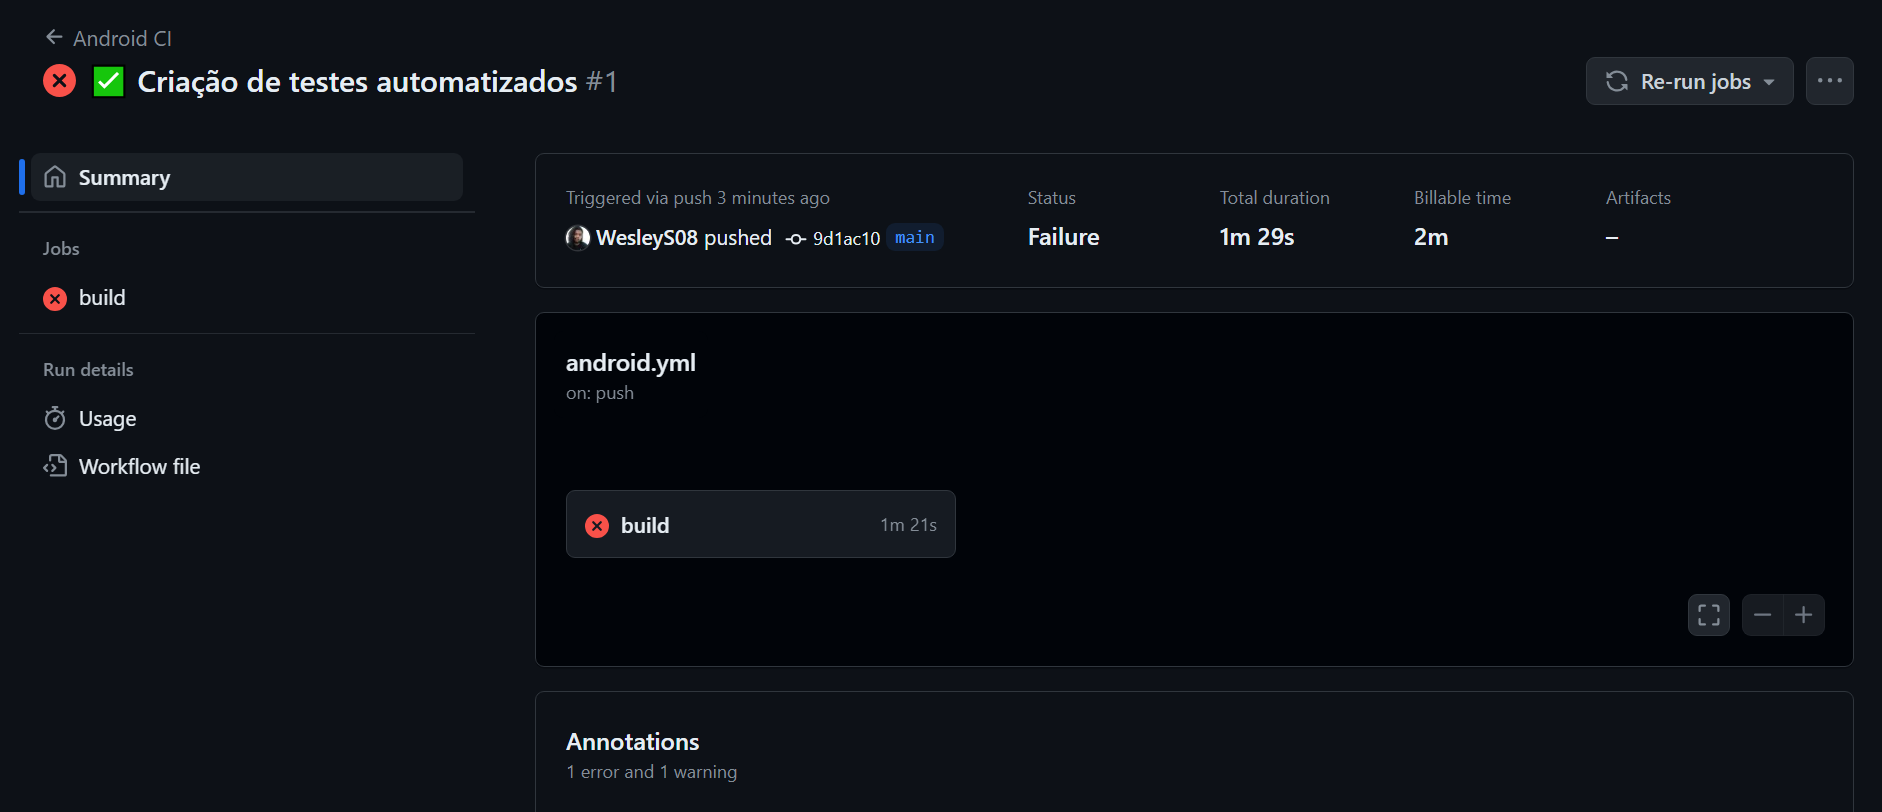 Android CI
✅ Criação de testes automatizados #1
Re-run jobs
Summary
Jobs
build
Run details
Usage
Workflow file
Triggered via push 3 minutes ago
WesleyS08 pushed 9d1ac10 main
Status
Failure
Total duration
1m 29s
Billable time
2m
Artifacts
–
android.yml
on: push
build 1m 21s
Annotations
1 error and 1 warning